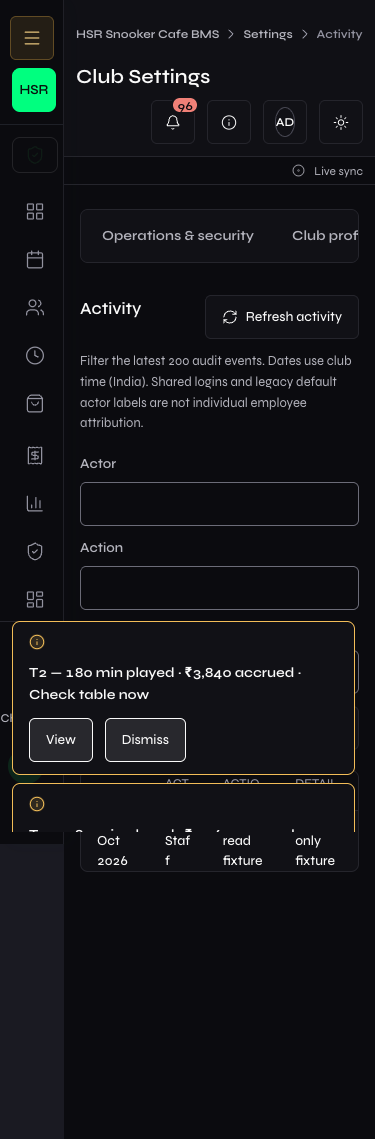 HSR Snooker Cafe BMS > Settings > Activity
HSR
Club Settings
96
AD
Live sync
Operations & security
Club prof
Activity
Refresh activity
Filter the latest 200 audit events. Dates use club
time (India). Shared logins and legacy default
actor labels are not individual employee
attribution.
Actor
Action
T2 — 180 min played · ₹3,840 accrued ·
Check table now
View
Dismiss
Oct
2026
Staf
f
read
fixture
only
fixture